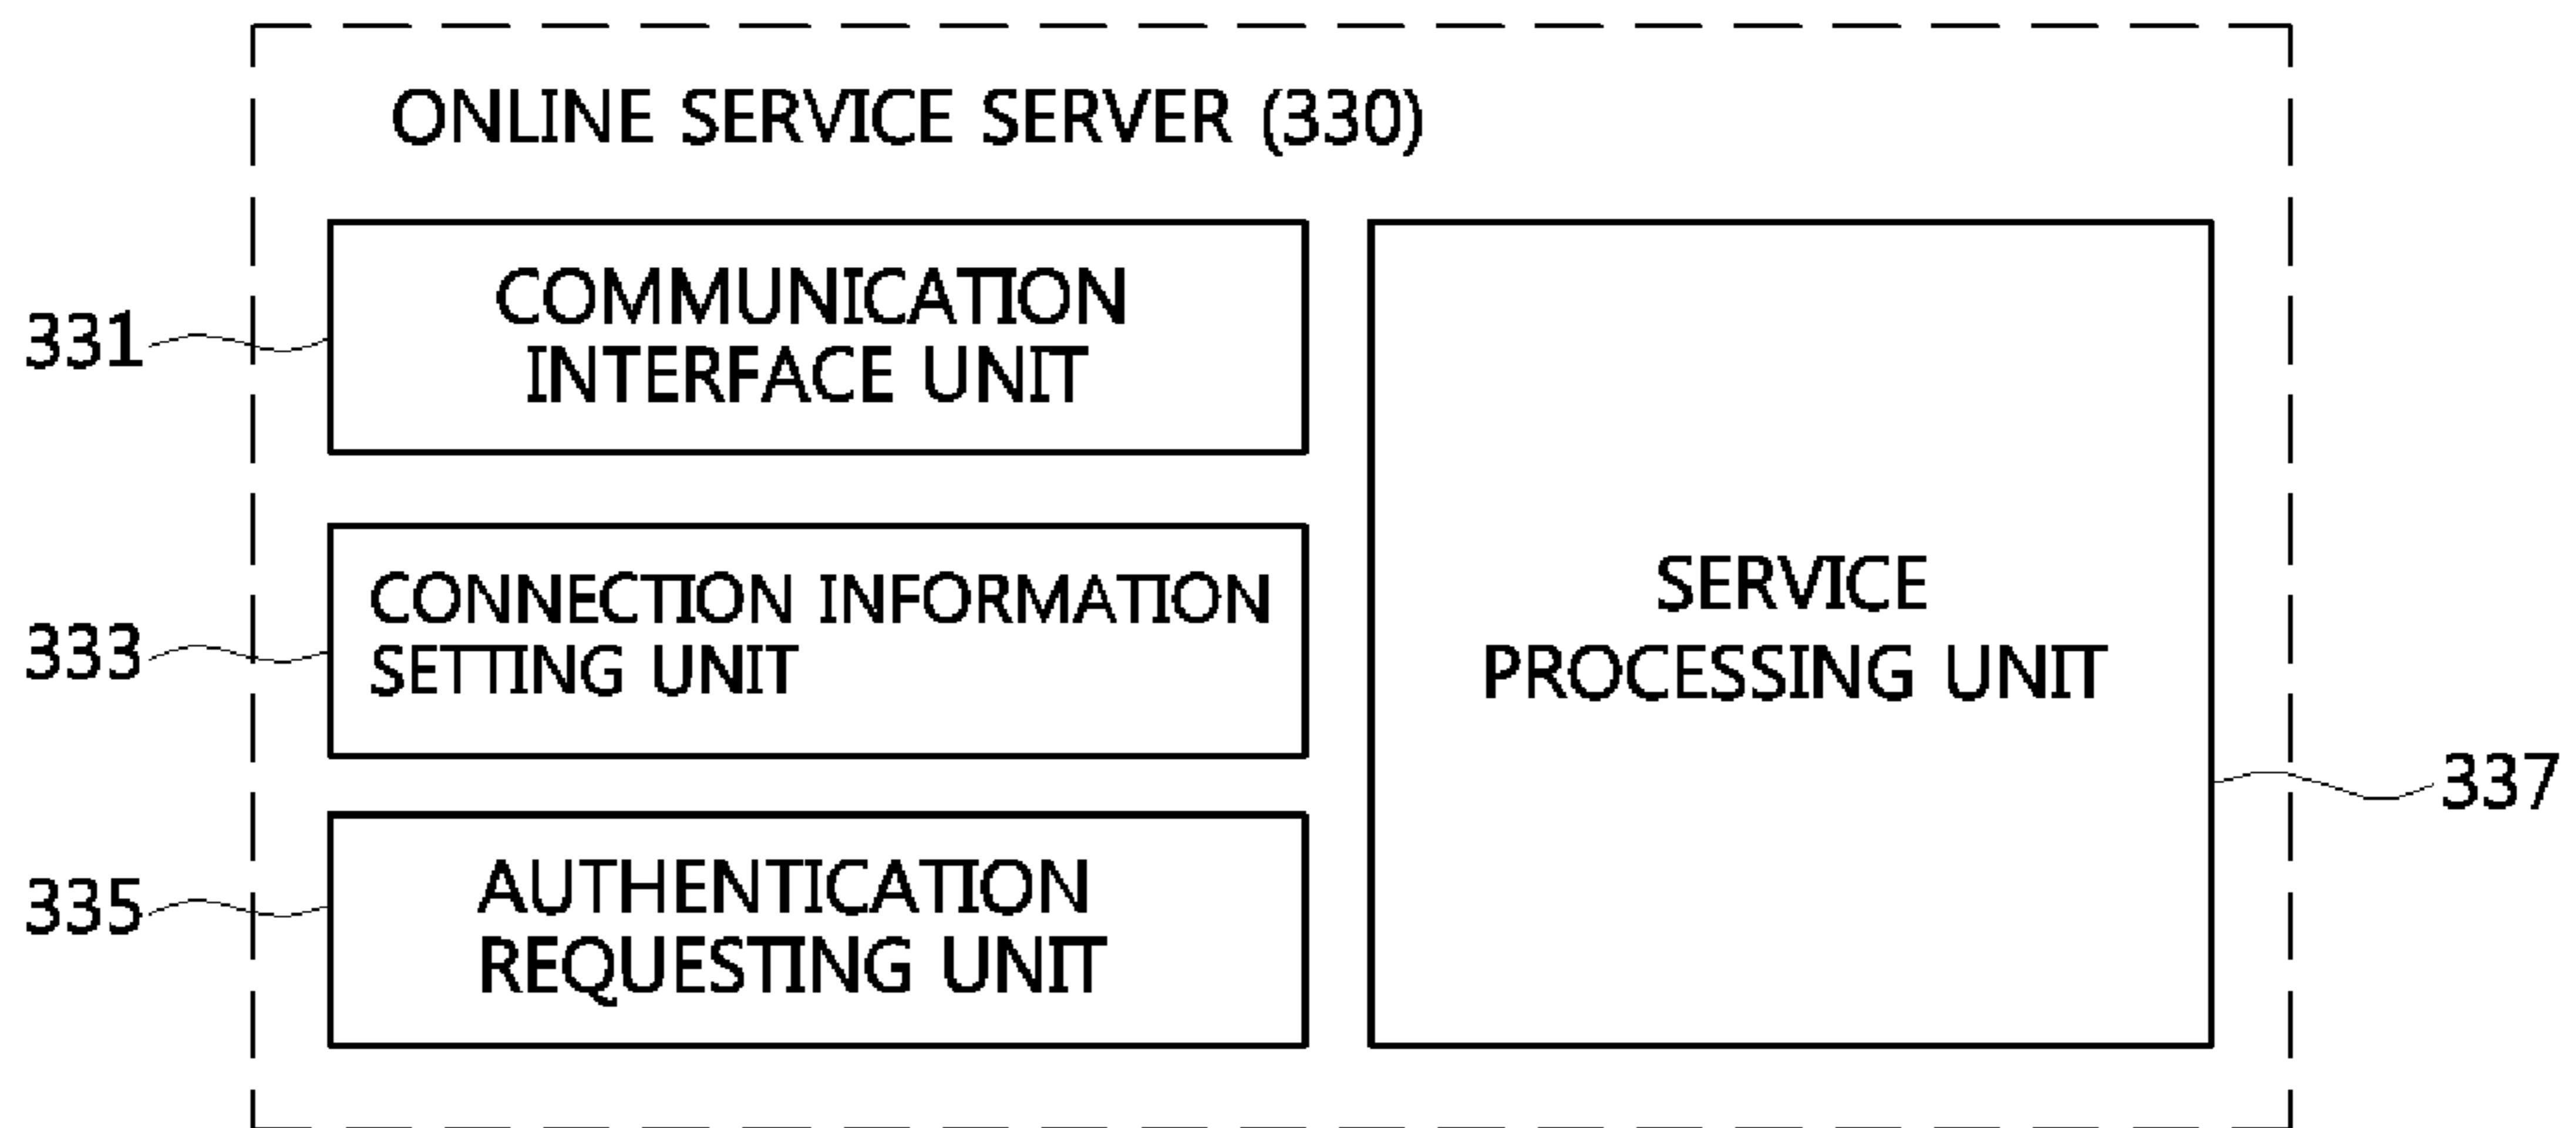 ONLINE SERVICE SERVER (330)
331
COMMUNICATION
INTERFACE UNIT
333
CONNECTION INFORMATION
SETTING UNIT
335
AUTHENTICATION
REQUESTING UNIT
SERVICE
PROCESSING UNIT
337